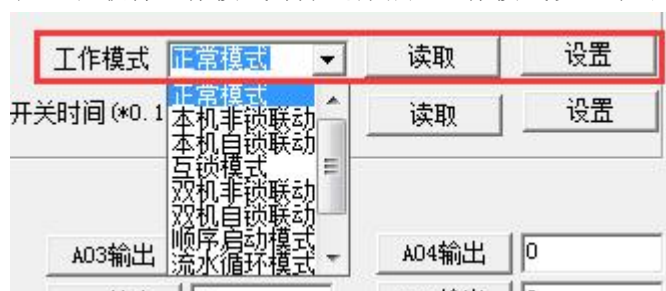 工作模式 正常模式 读取 设置
开关时间(*0.1 读取 设置
正常模式
本机非锁联动
本机自锁联动
互锁模式
双机非锁联动
双机自锁联动
顺序启动模式
流水循环模式
AO3输出 AO4输出 0